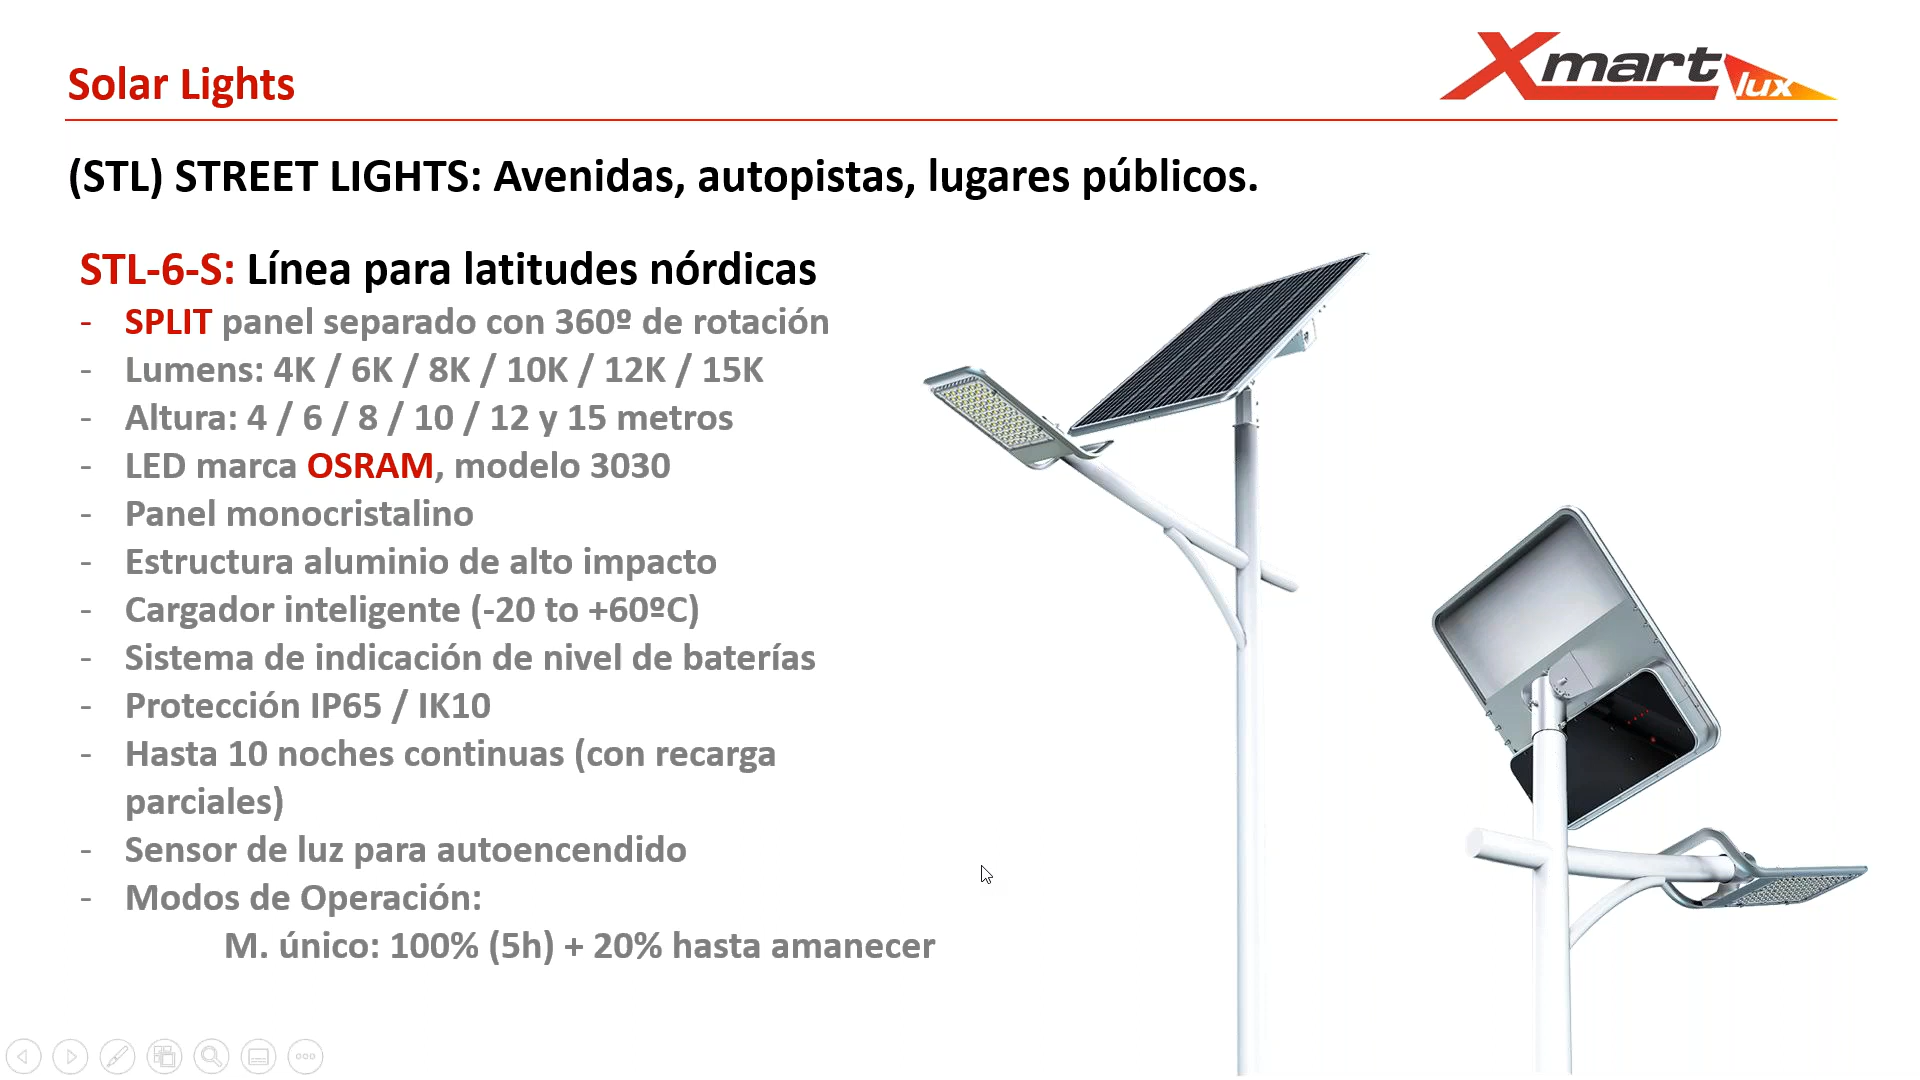 Solar Lights
Xmart lux
(STL) STREET LIGHTS: Avenidas, autopistas, lugares públicos.
STL-6-S: Línea para latitudes nórdicas
- SPLIT panel separado con 360º de rotación
- Lumens: 4K / 6K / 8K / 10K / 12K / 15K
- Altura: 4 / 6 / 8 / 10 / 12 y 15 metros
- LED marca OSRAM, modelo 3030
- Panel monocristalino
- Estructura aluminio de alto impacto
- Cargador inteligente (-20 to +60ºC)
- Sistema de indicación de nivel de baterías
- Protección IP65 / IK10
- Hasta 10 noches continuas (con recarga
parciales)
- Sensor de luz para autoencendido
- Modos de Operación:
M. único: 100% (5h) + 20% hasta amanecer